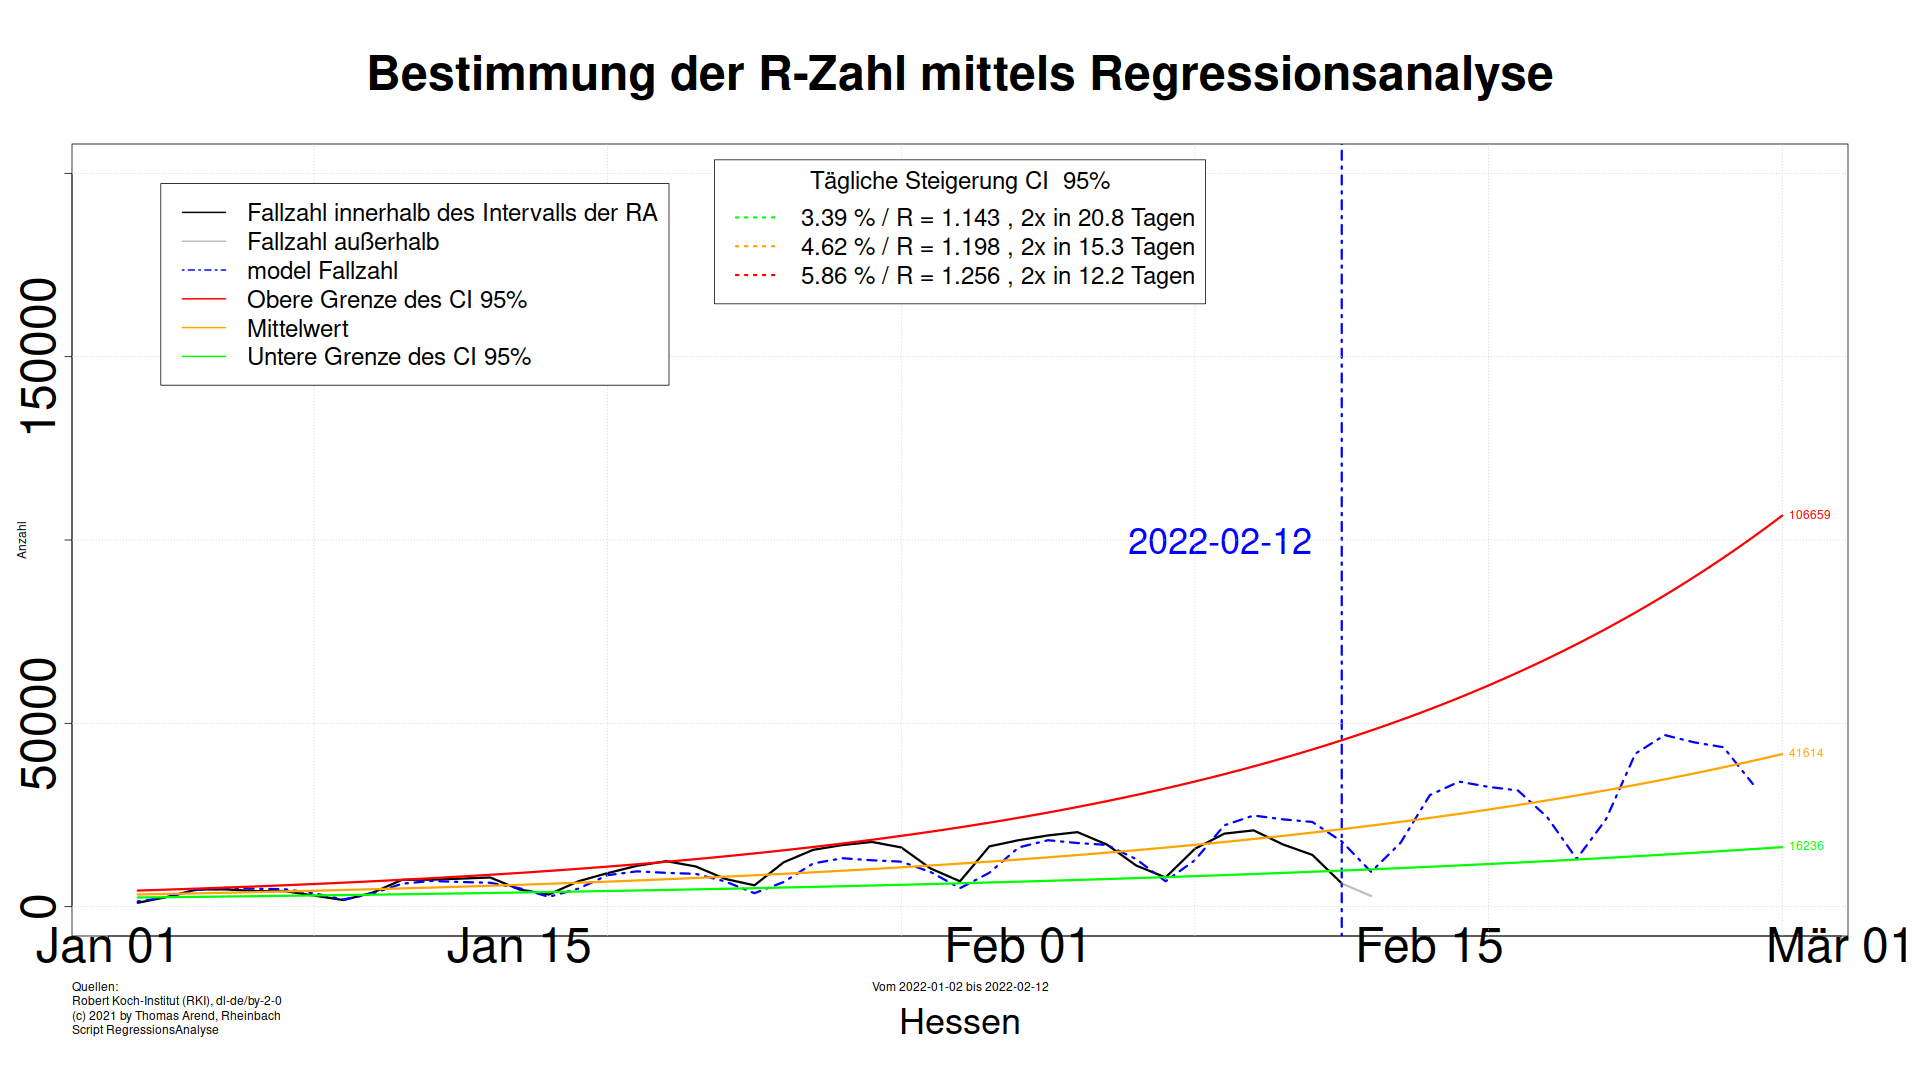 Bestimmung der R-Zahl mittels Regressionsanalyse
Fallzahl innerhalb des Intervalls der RA
Fallzahl außerhalb
model Fallzahl
Obere Grenze des CI 95%
Mittelwert
Untere Grenze des CI 95%
Tägliche Steigerung CI  95%
3.39 % / R = 1.143 , 2x in 20.8 Tagen
4.62 % / R = 1.198 , 2x in 15.3 Tagen
5.86 % / R = 1.256 , 2x in 12.2 Tagen
150000
50000
0
Anzahl
2022-02-12
106659
41614
16236
Jan 01
Jan 15
Feb 01
Feb 15
Mär 01
Quellen:
Robert Koch-Institut (RKI), dl-de/by-2-0
(c) 2021 by Thomas Arend, Rheinbach
Script RegressionsAnalyse
Vom 2022-01-02 bis 2022-02-12
Hessen